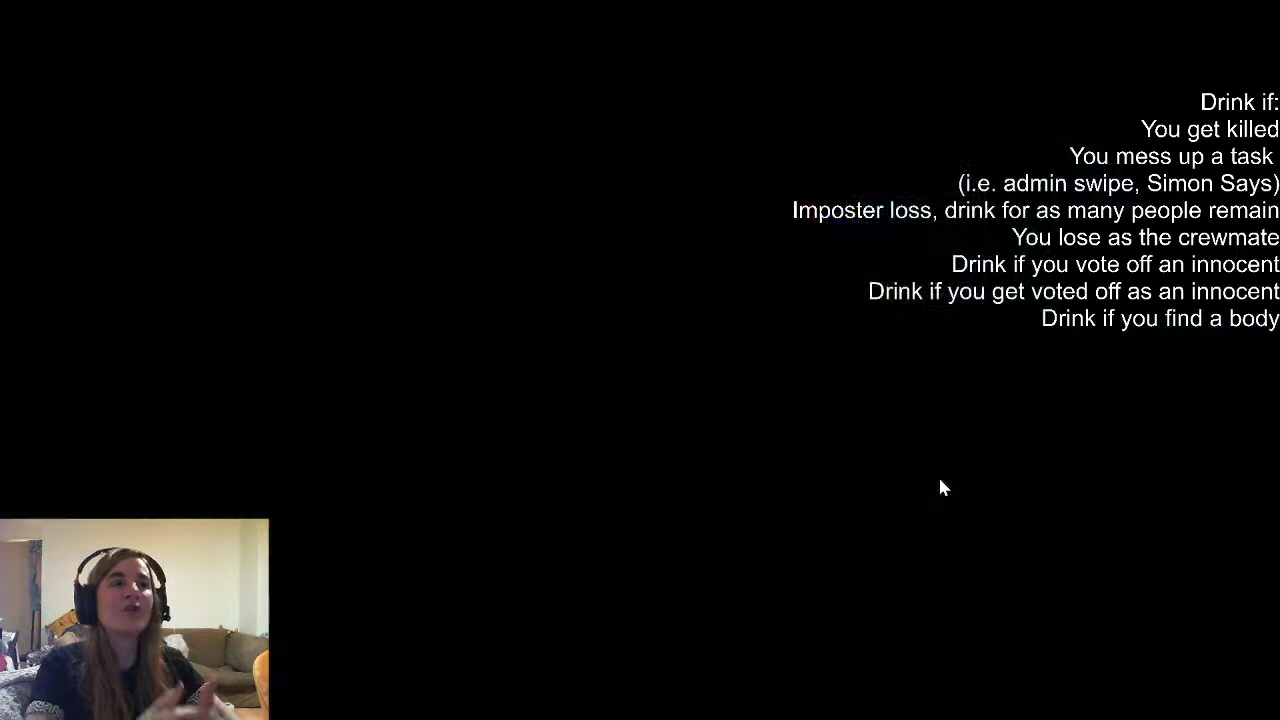 Drink if:
You get killed
You mess up a task
(i.e. admin swipe, Simon Says)
Imposter loss, drink for as many people remain
You lose as the crewmate
Drink if you vote off an innocent
Drink if you get voted off as an innocent
Drink if you find a body